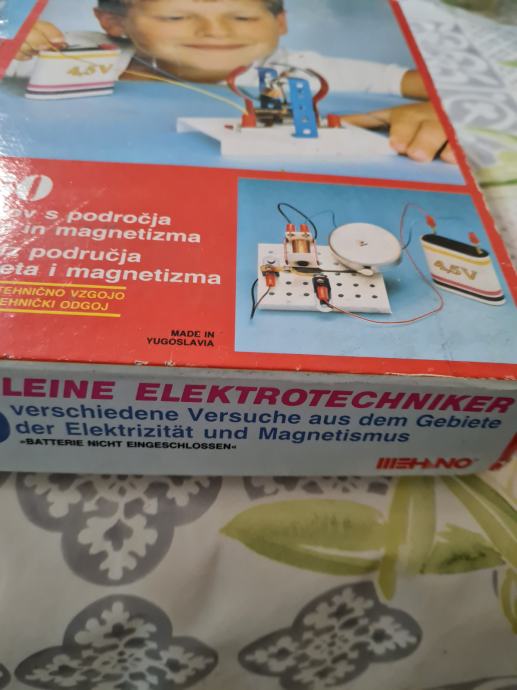 4,5V
0
ov s področja
in magnetizma
iz područja
eta i magnetizma
TEHNIČNO VZGOJO
EHNIČKI ODGOJ
4,5V
MADE IN
YUGOSLAVIA
LEINE ELEKTROTECHNIKER
verschiedene Versuche aus dem Gebiete
der Elektrizität und Magnetismus
»BATTERIE NICHT EINGESCHLOSSEN«
MEHANO